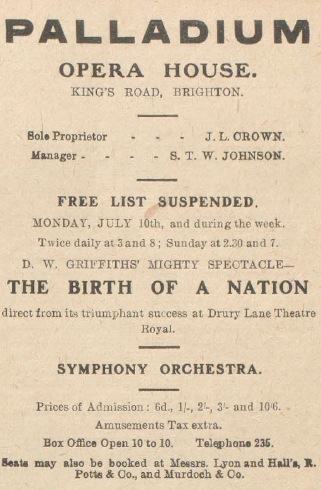 PALLADIUM
OPERA HOUSE.
KING'S ROAD, BRIGHTON.
Sole Proprietor - - - J. L. CROWN.
Manager - - - - S. T. W. JOHNSON.
FREE LIST SUSPENDED.
MONDAY, JULY 10th, and during the week.
Twice daily at 3 and 8; Sunday at 2.30 and 7.
D. W. GRIFFITHS' MIGHTY SPECTACLE—
THE BIRTH OF A NATION
direct from its triumphant success at Drury Lane Theatre
Royal.
SYMPHONY ORCHESTRA.
Prices of Admission: 6d., 1/-, 2/-, 3/- and 10/6.
Amusements Tax extra.
Box Office Open 10 to 10. Telephone 235.
Seats may also be booked at Messrs. Lyon and Hall's, R.
Potts & Co., and Murdoch & Co.